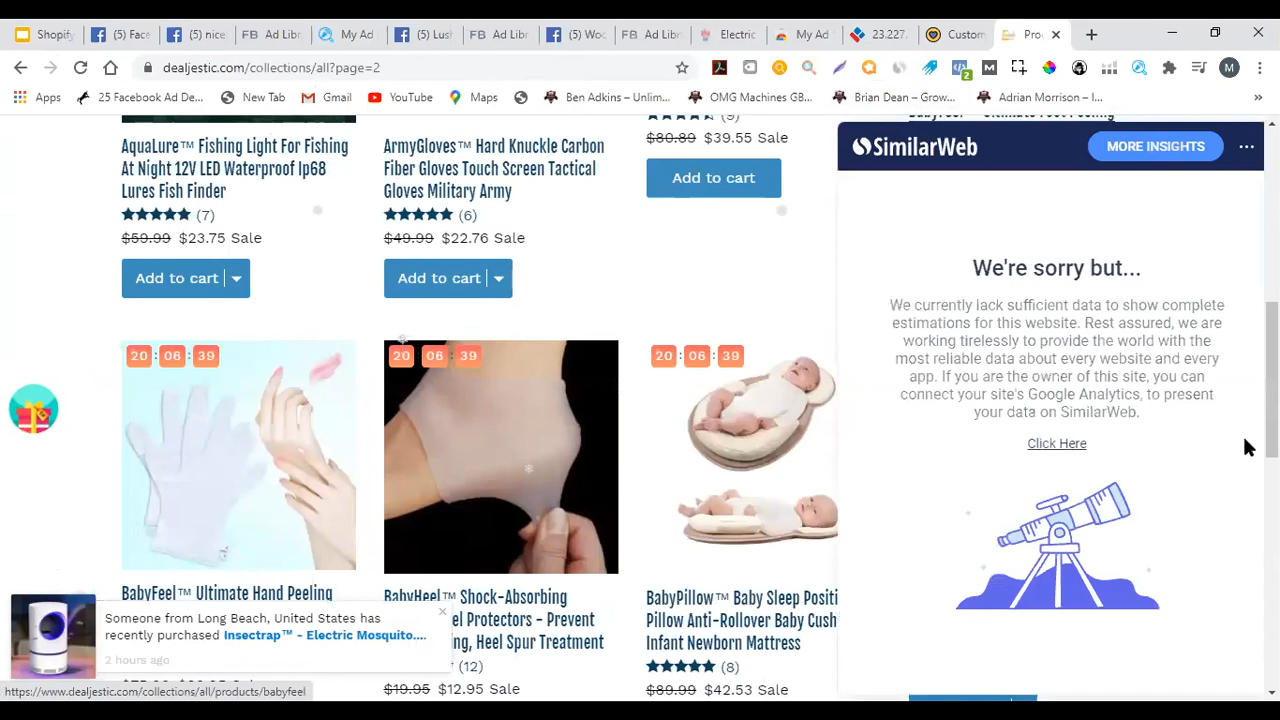 Shopify
(5) Face
(5) nice
Ad Lib
My Ad
(5) Lus
Ad Libr
(5) Woo
Ad Libr
Electric
My Ad
23.227.
Custom
Pro
dealjestic.com/collections/all?page=2
Apps
25 Facebook Ad De...
New Tab
Gmail
YouTube
Maps
Ben Adkins – Unlim...
OMG Machines GB...
Brian Dean – Grow...
Adrian Morrison – I...
AquaLure™ Fishing Light For Fishing
At Night 12V LED Waterproof Ip68
Lures Fish Finder
(7)
$59.99 $23.75 Sale
Add to cart
ArmyGloves™ Hard Knuckle Carbon
Fiber Gloves Touch Screen Tactical
Gloves Military Army
(6)
$49.99 $22.76 Sale
Add to cart
(9)
$80.89 $39.55 Sale
Add to cart
SimilarWeb
MORE INSIGHTS
We're sorry but...
We currently lack sufficient data to show complete
estimations for this website. Rest assured, we are
working tirelessly to provide the world with the
most reliable data about every website and every
app. If you are the owner of this site, you can
connect your site's Google Analytics, to present
your data on SimilarWeb.
Click Here
20 : 06 : 39
20 : 06 : 39
20 : 06 : 39
BabyFeel™ Ultimate Hand Peeling
BabyHeel™ Shock-Absorbing
el Protectors - Prevent
ing, Heel Spur Treatment
(12)
$19.95 $12.95 Sale
BabyPillow™ Baby Sleep Positi
Pillow Anti-Rollover Baby Cush
Infant Newborn Mattress
(8)
$89.99 $42.53 Sale
Someone from Long Beach, United States has
recently purchased Insectrap™ - Electric Mosquito....
2 hours ago
https://www.dealjestic.com/collections/all/products/babyfeel